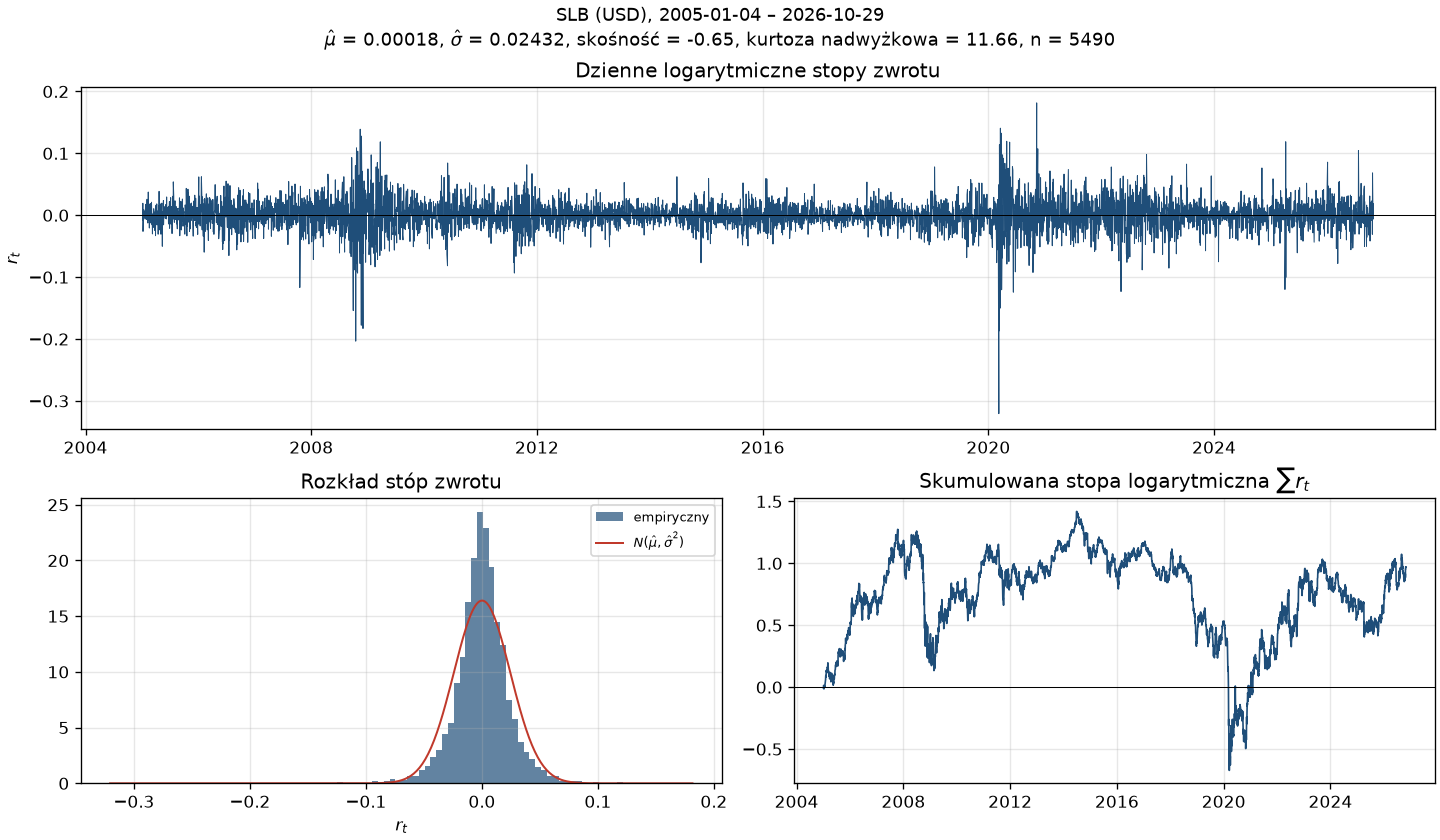 SLB (USD), 2005-01-04 – 2026-10-29
μ̂ = 0.00018, σ̂ = 0.02432, skośność = -0.65, kurtoza nadwyżkowa = 11.66, n = 5490
Dzienne logarytmiczne stopy zwrotu
0.2
0.1
0.0
−0.1
−0.2
−0.3
r_t
2004 2008 2012 2016 2020 2024
Rozkład stóp zwrotu
25
20
15
10
5
0
empiryczny
N(μ̂, σ̂²)
−0.3 −0.2 −0.1 0.0 0.1 0.2
r_t
Skumulowana stopa logarytmiczna ∑r_t
1.5
1.0
0.5
0.0
−0.5
2004 2008 2012 2016 2020 2024